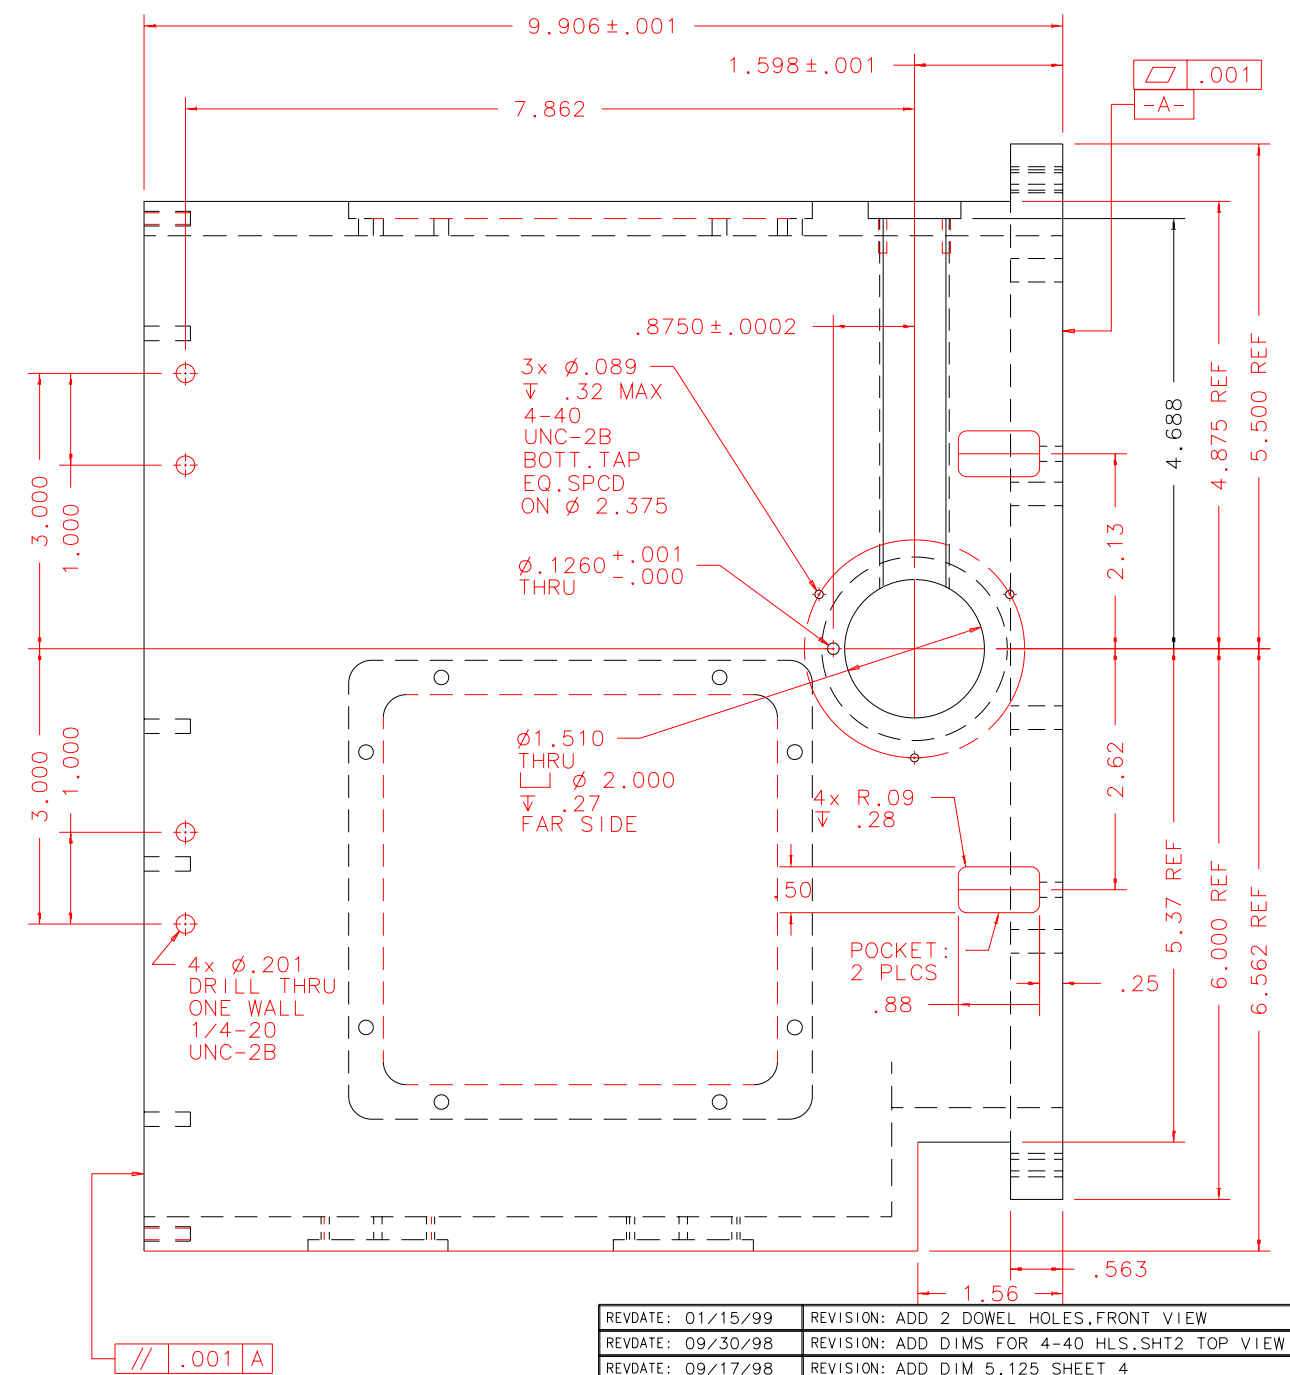 9.906±.001
1.598±.001
▱ .001
-A-
7.862
.8750±.0002
3x Ø.089
↧ .32 MAX
4-40
UNC-2B
BOTT.TAP
EQ.SPCD
ON Ø 2.375
Ø.1260 +.001
-.000
THRU
3.000
1.000
4.688
4.875 REF
5.500 REF
2.13
Ø1.510
THRU
⌴ Ø 2.000
↧ .27
FAR SIDE
3.000
1.000
2.62
4x R.09
↧ .28
.50
5.37 REF
6.000 REF
6.562 REF
POCKET:
2 PLCS
.88
.25
4x Ø.201
DRILL THRU
ONE WALL
1/4-20
UNC-2B
.563
1.56
// .001 A
REVDATE: 01/15/99 REVISION: ADD 2 DOWEL HOLES,FRONT VIEW
REVDATE: 09/30/98 REVISION: ADD DIMS FOR 4-40 HLS.SHT2 TOP VIEW
REVDATE: 09/17/98 REVISION: ADD DIM 5.125 SHEET 4